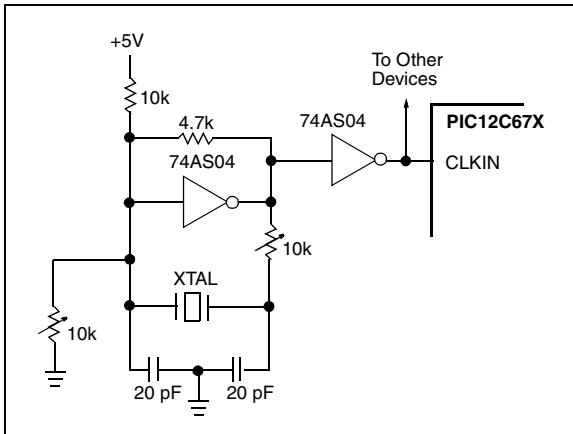 +5V
To Other
Devices
10k
4.7k
74AS04
74AS04
PIC12C67X
CLKIN
10k
XTAL
10k
20 pF
20 pF